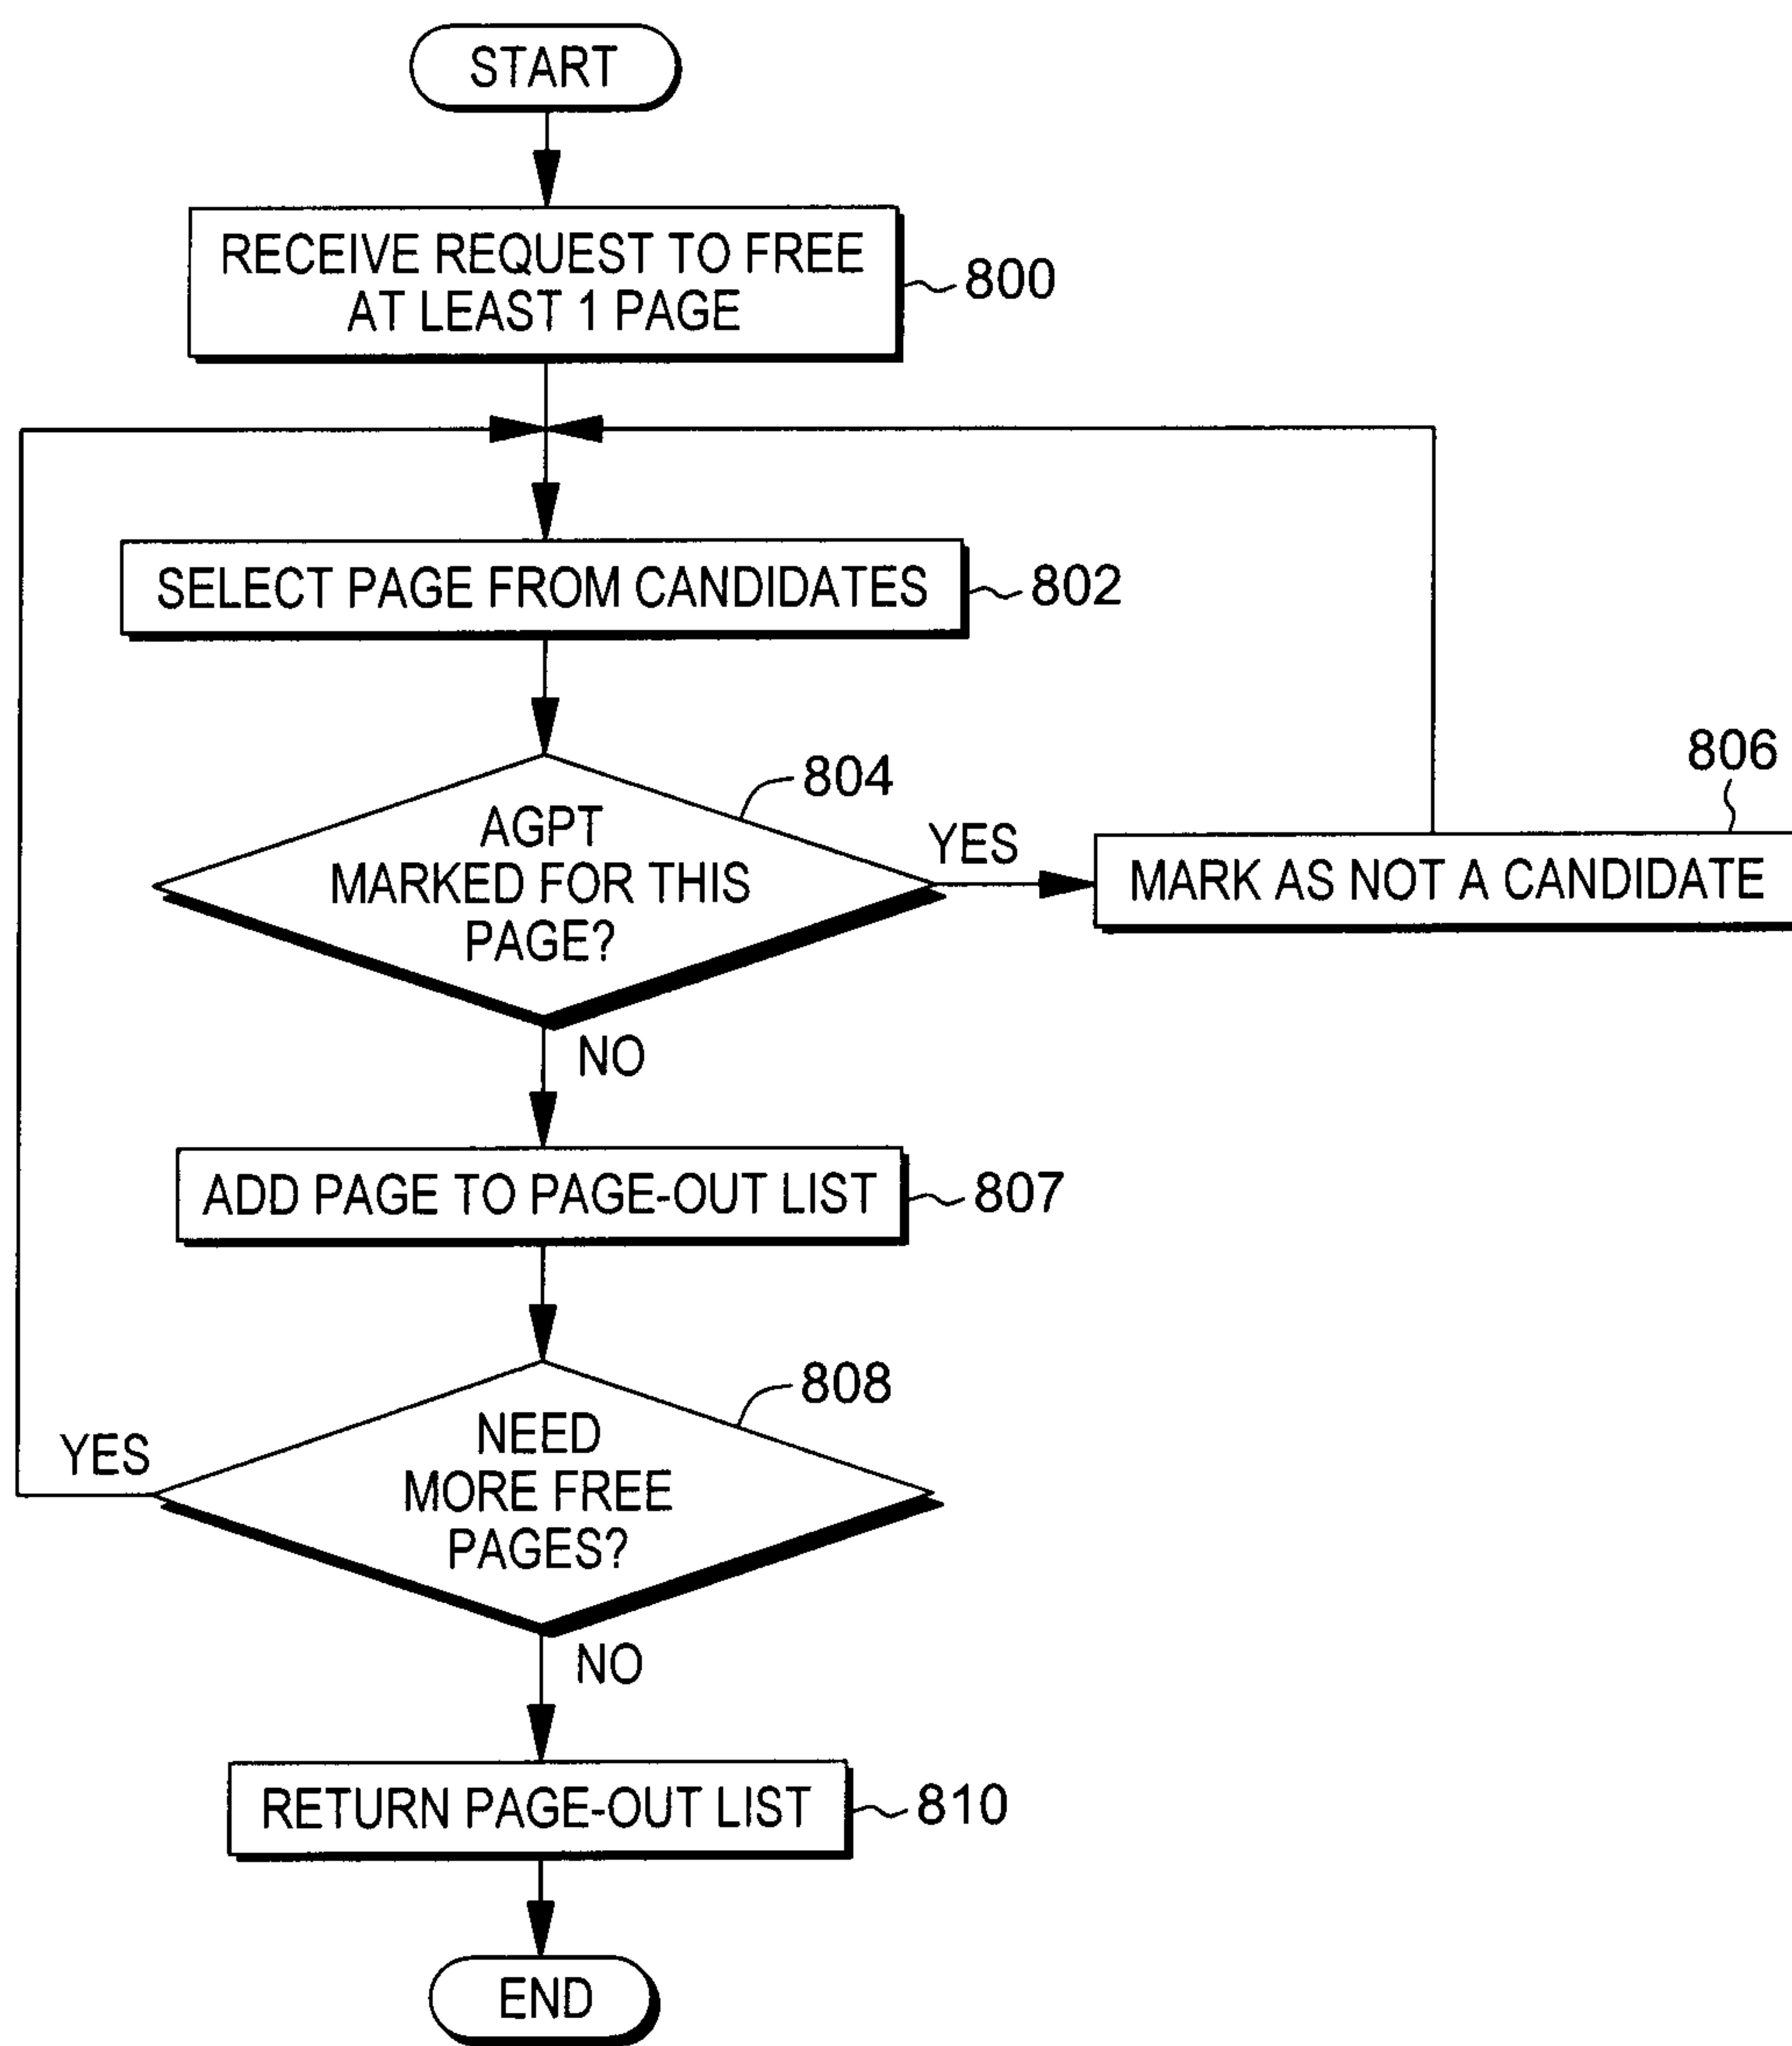 START
RECEIVE REQUEST TO FREE
AT LEAST 1 PAGE
800
SELECT PAGE FROM CANDIDATES
802
804
AGPT
MARKED FOR THIS
PAGE?
YES
806
MARK AS NOT A CANDIDATE
NO
ADD PAGE TO PAGE-OUT LIST
807
808
NEED
MORE FREE
PAGES?
YES
NO
RETURN PAGE-OUT LIST
810
END